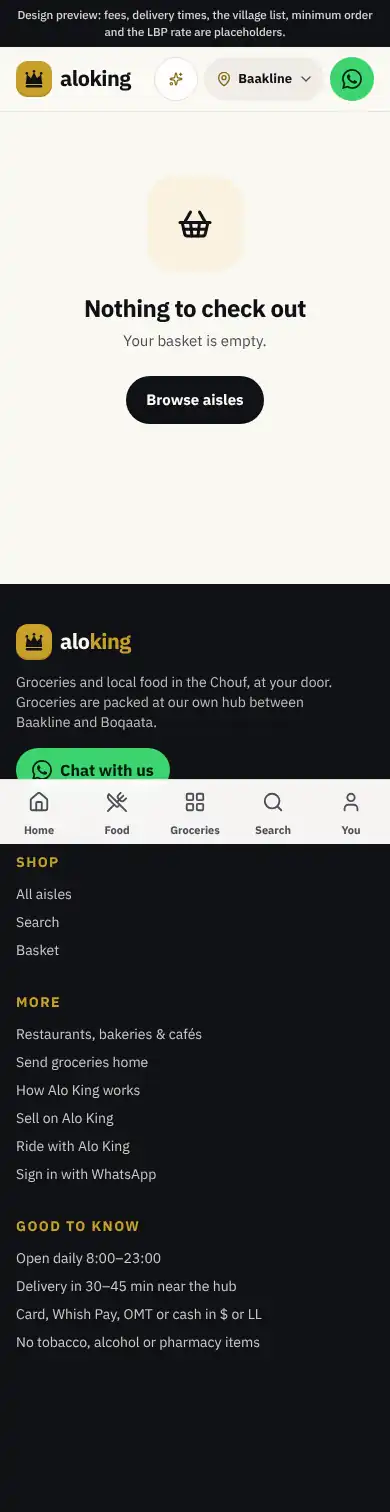 Design preview: fees, delivery times, the village list, minimum order
and the LBP rate are placeholders.
aloking
Baakline
Nothing to check out
Your basket is empty.
Browse aisles
aloking
Groceries and local food in the Chouf, at your door.
Groceries are packed at our own hub between
Baakline and Boqaata.
Chat with us
Home
Food
Groceries
Search
You
SHOP
All aisles
Search
Basket
MORE
Restaurants, bakeries & cafés
Send groceries home
How Alo King works
Sell on Alo King
Ride with Alo King
Sign in with WhatsApp
GOOD TO KNOW
Open daily 8:00–23:00
Delivery in 30–45 min near the hub
Card, Whish Pay, OMT or cash in $ or LL
No tobacco, alcohol or pharmacy items